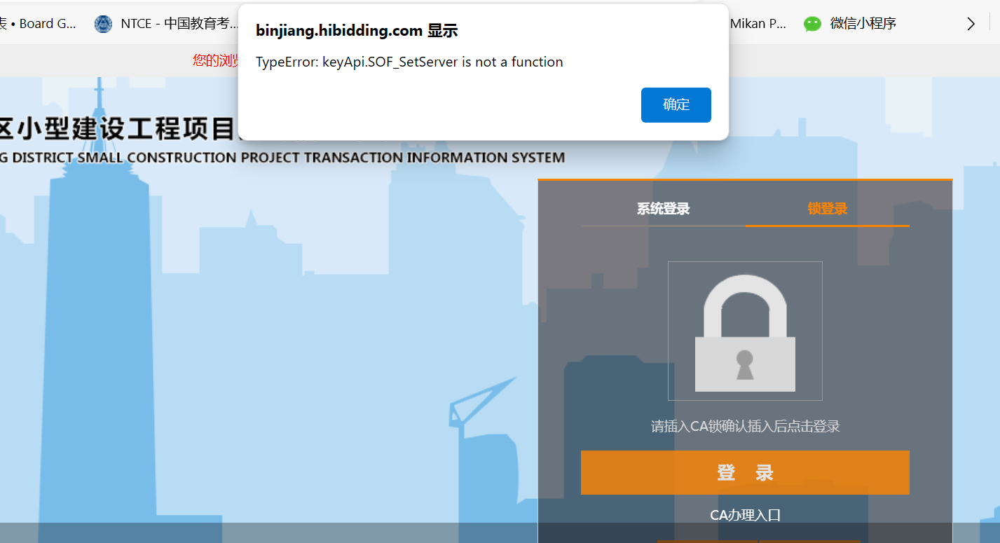 表 • Board G...
NTCE - 中国教育考...
Mikan P...
微信小程序
binjiang.hibidding.com 显示
TypeError: keyApi.SOF_SetServer is not a function
确定
您的浏览
区小型建设工程项目
G DISTRICT SMALL CONSTRUCTION PROJECT TRANSACTION INFORMATION SYSTEM
系统登录
锁登录
请插入CA锁确认插入后点击登录
登 录
CA办理入口